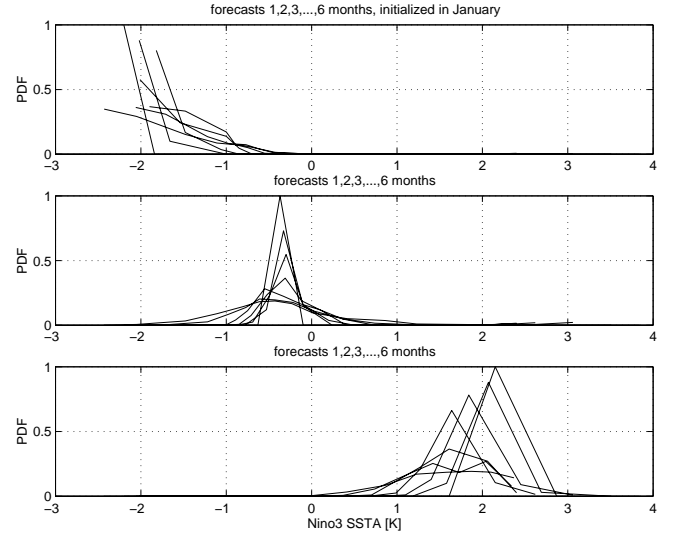 forecasts 1,2,3,...,6 months, initialized in January
1
0.5
0
PDF
−3 −2 −1 0 1 2 3 4
forecasts 1,2,3,...,6 months
1
0.5
0
PDF
−3 −2 −1 0 1 2 3 4
forecasts 1,2,3,...,6 months
1
0.5
0
PDF
−3 −2 −1 0 1 2 3 4
Nino3 SSTA [K]